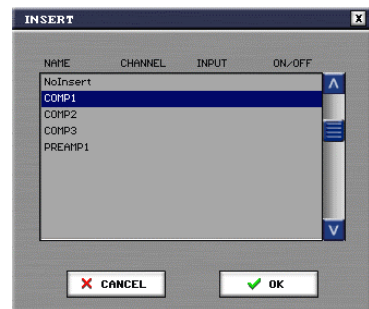 INSERT X
NAME CHANNEL INPUT ON/OFF
NoInsert
COMP1
COMP2
COMP3
PREAMP1
CANCEL OK